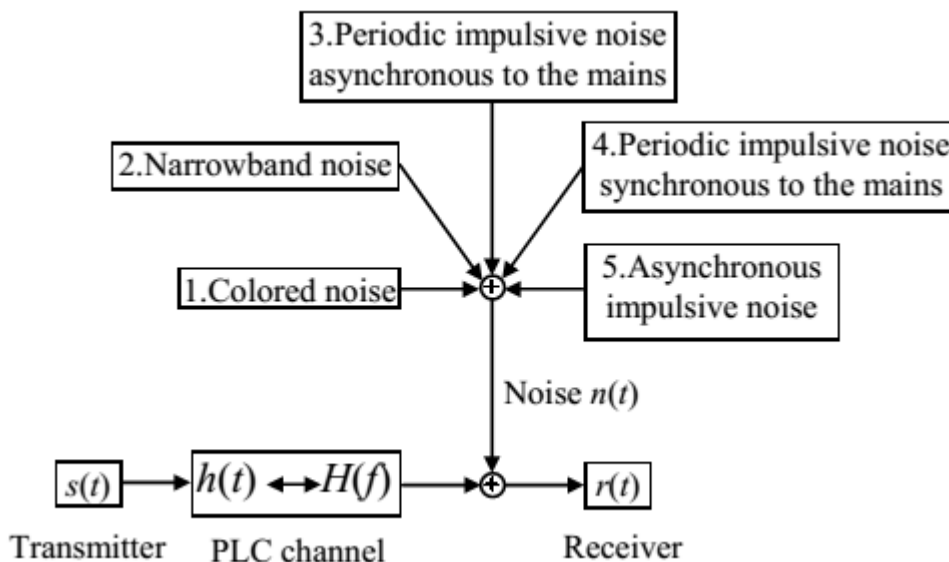 3.Periodic impulsive noise
asynchronous to the mains
2.Narrowband noise
4.Periodic impulsive noise
synchronous to the mains
1.Colored noise
5.Asynchronous
impulsive noise
Noise n(t)
s(t)
h(t) ↔ H(f)
r(t)
Transmitter
PLC channel
Receiver